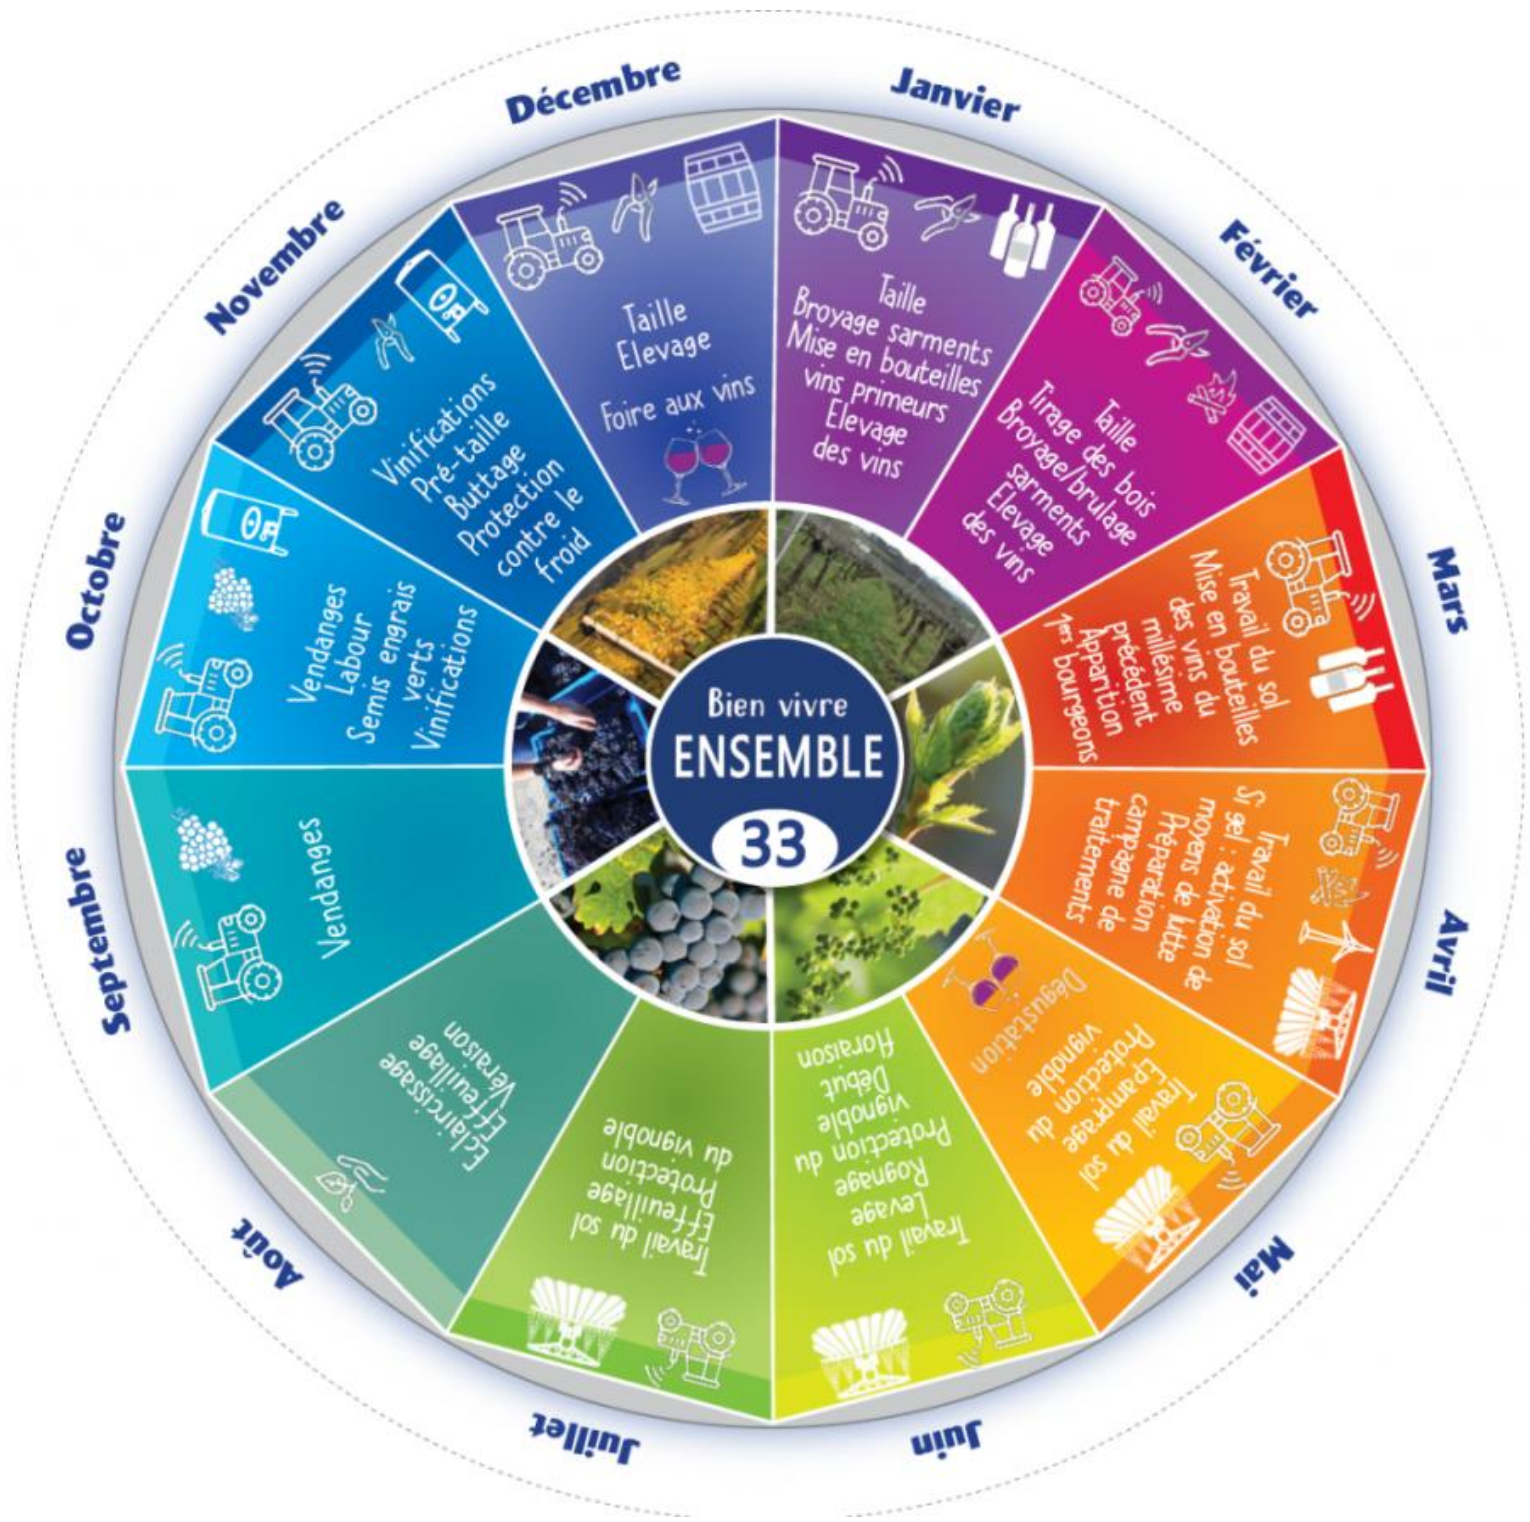 Janvier
Taille
Broyage sarments
Mise en bouteilles
vins primeurs
Elevage
des vins
Février
Taille
Tirage des bois
Broyage/brulage
sarments
Elevage
des vins
Mars
Travail du sol
Mise en bouteilles
des vins du
millésime
précédent
Apparition
1ers bourgeons
Avril
Travail du sol
Si gel : activation de
moyens de lutte
Préparation
campagne de
traitements
Mai
Travail du sol
Epamprage
Protection du
vignoble
Dégustation
Juin
Travail du sol
Levage
Rognage
Protection du
vignoble
Début
floraison
Juillet
Travail du sol
Effeuillage
Protection
du vignoble
Août
Eclaircissage
Effeuillage
Véraison
Septembre
Vendanges
Octobre
Vendanges
Labour
Semis engrais
verts
Vinifications
Novembre
Vinifications
Pré-taille
Buttage
Protection
contre le
froid
Décembre
Taille
Elevage
Foire aux vins
Bien vivre
ENSEMBLE
33